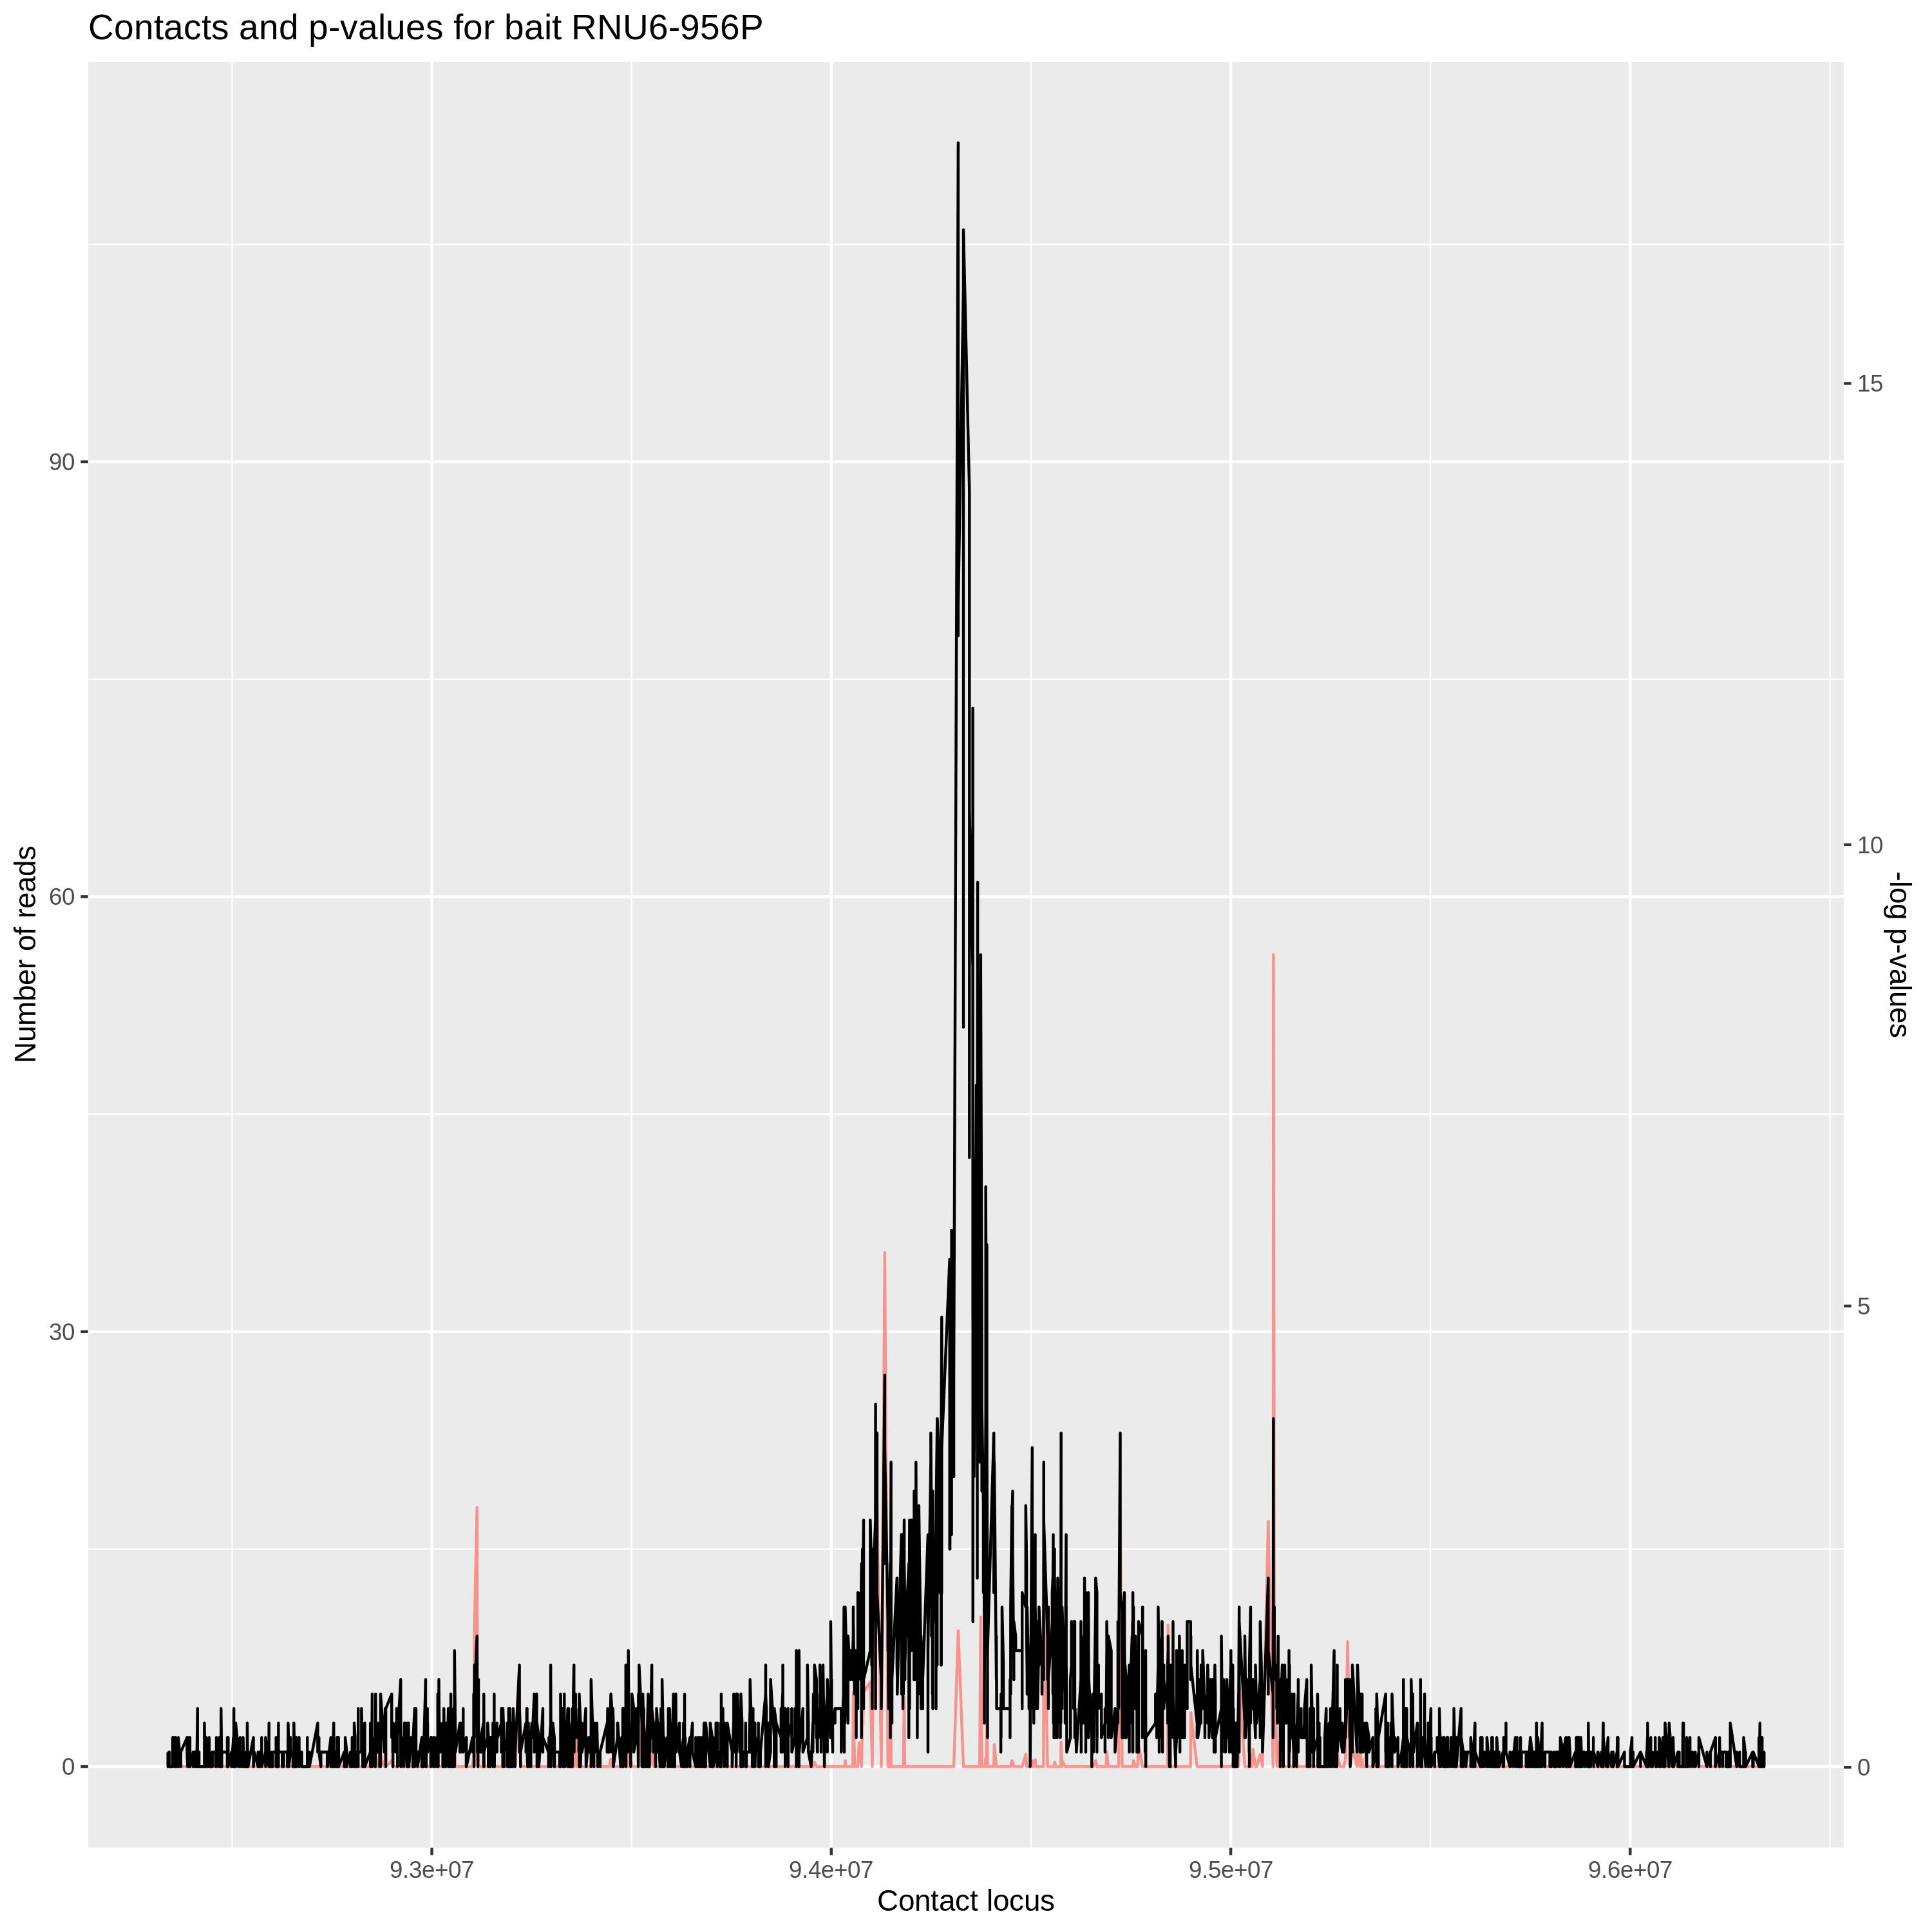 Contacts and p-values for bait RNU6-956P
Number of reads
90
60
30
0
15
10
5
0
-log p-values
9.3e+07
9.4e+07
9.5e+07
9.6e+07
Contact locus